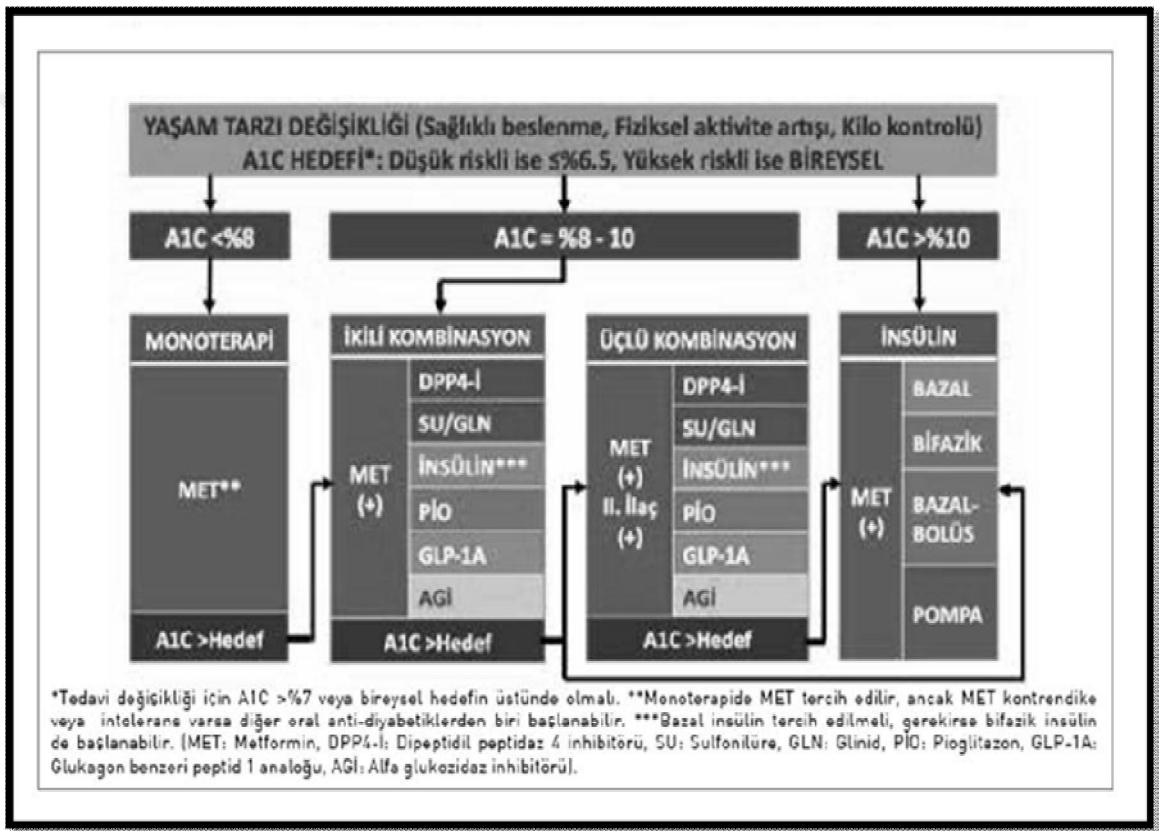 YAŞAM TARZI DEĞİŞİKLİĞİ (Sağlıklı beslenme, Fiziksel aktivite artışı, Kilo kontrolü)
A1C HEDEFİ*: Düşük riskli ise ≤%6.5, Yüksek riskli ise BİREYSEL
A1C <%8
A1C = %8 - 10
A1C >%10
MONOTERAPİ
MET**
A1C >Hedef
İKİLİ KOMBİNASYON
MET
(+)
DPP4-İ
SU/GLN
İNSÜLİN***
PİO
GLP-1A
AGİ
A1C >Hedef
ÜÇLÜ KOMBİNASYON
MET
(+)
II. İlaç
(+)
DPP4-İ
SU/GLN
İNSÜLİN***
PİO
GLP-1A
AGİ
A1C >Hedef
İNSÜLİN
MET
(+)
BAZAL
BİFAZİK
BAZAL-
BOLÜS
POMPA
*Tedavi değişikliği için A1C >%7 veya bireysel hedefin üstünde olmalı. **Monoterapide MET tercih edilir, ancak MET kontrendike
veya intolerans varsa diğer oral anti-diyabetiklerden biri başlanabilir. ***Bazal insülin tercih edilmeli, gerekirse bifazik insülin
de başlanabilir. (MET: Metformin, DPP4-İ: Dipeptidil peptidaz 4 inhibitörü, SU: Sulfonilüre, GLN: Glinid, PİO: Pioglitazon, GLP-1A:
Glukagon benzeri peptid 1 analoğu, AGİ: Alfa glukozidaz inhibitörü).